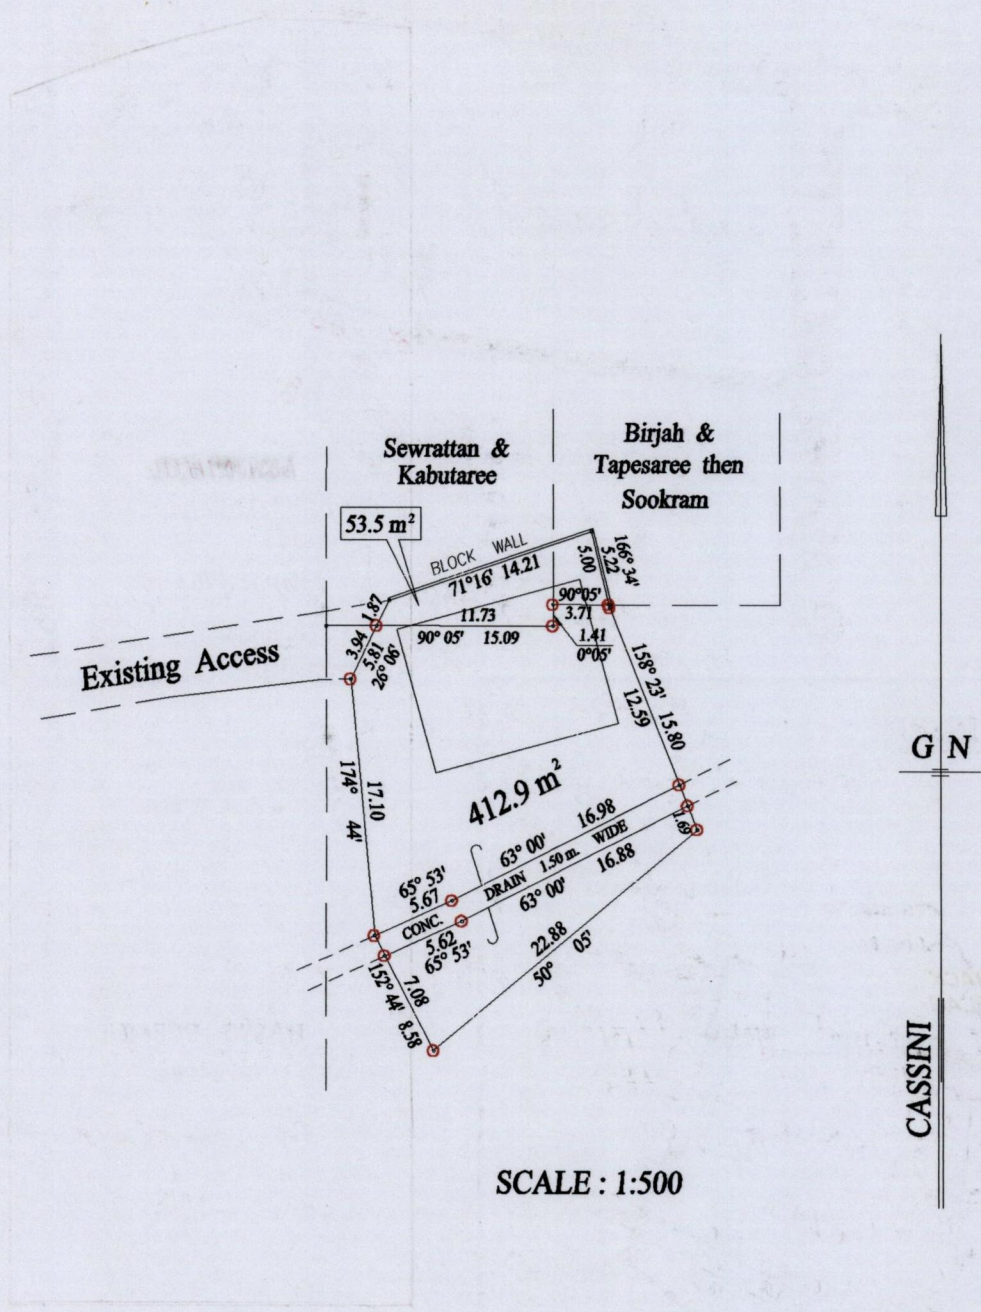 Sewrattan &
Kabutaree
Birjah &
Tapesaree then
Sookram
53.5 m²
BLOCK WALL
71°16' 14.21
166° 34'
5.22
5.00
90°05'
3.71
1.87
11.73
90° 05' 15.09
1.41
0°05'
3.94
5.81
26° 06'
Existing Access
158° 23' 15.80
12.59
G N
174° 44'
17.10
412.9 m²
16.98
63° 00'
DRAIN 1.50 m. WIDE
1.69
65° 53'
5.67
CONC.
63° 00' 16.88
5.62
65° 53'
22.88
50° 05'
7.08
152° 44' 8.58
CASSINI
SCALE : 1:500